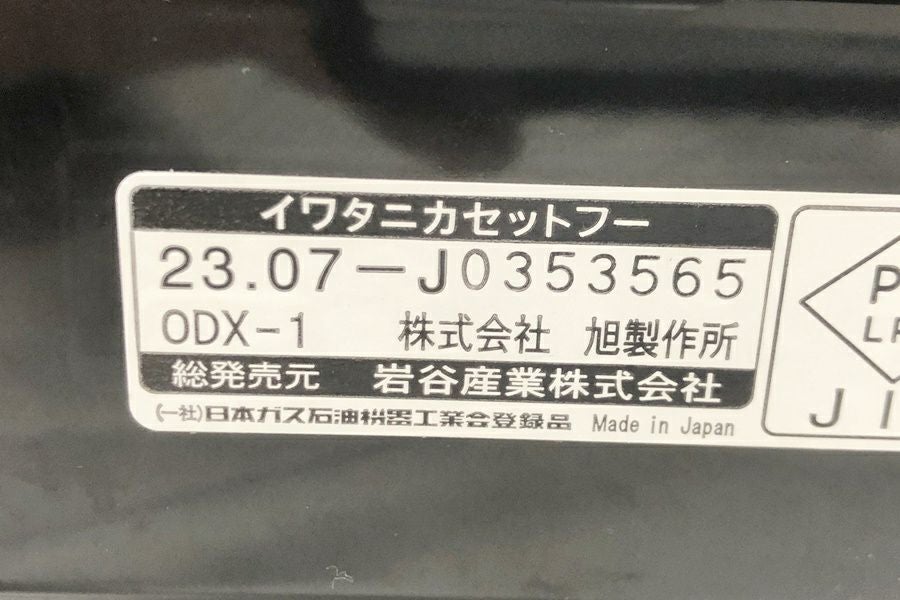 イワタニカセットフー
23.07-J0353565
ODX-1 株式会社 旭製作所
総発売元 岩谷産業株式会社
(一社)日本ガス石油機器工業会登録品 Made in Japan
P
LP
J I